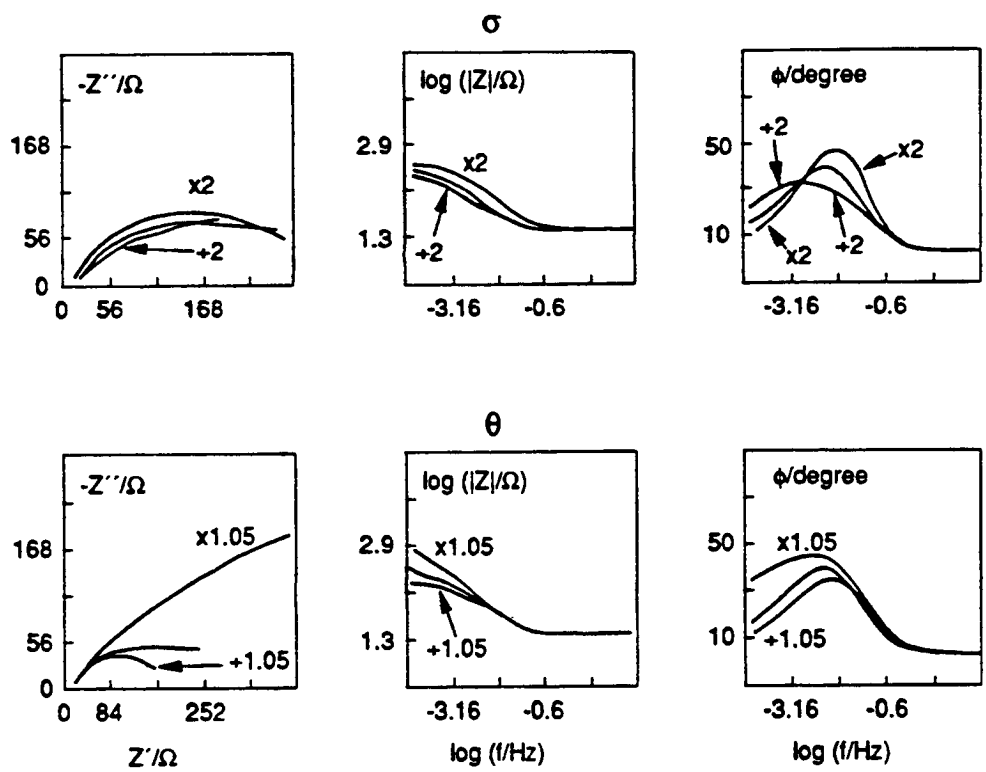 σ
-Z´´/Ω
168
56
0
x2
+2
0 56 168
log (|Z|/Ω)
2.9
1.3
x2
+2
-3.16 -0.6
φ/degree
50
10
+2
x2
x2
+2
-3.16 -0.6
θ
-Z´´/Ω
168
56
0
x1.05
+1.05
0 84 252
Z´/Ω
log (|Z|/Ω)
2.9
1.3
x1.05
+1.05
-3.16 -0.6
log (f/Hz)
φ/degree
50
10
x1.05
+1.05
-3.16 -0.6
log (f/Hz)